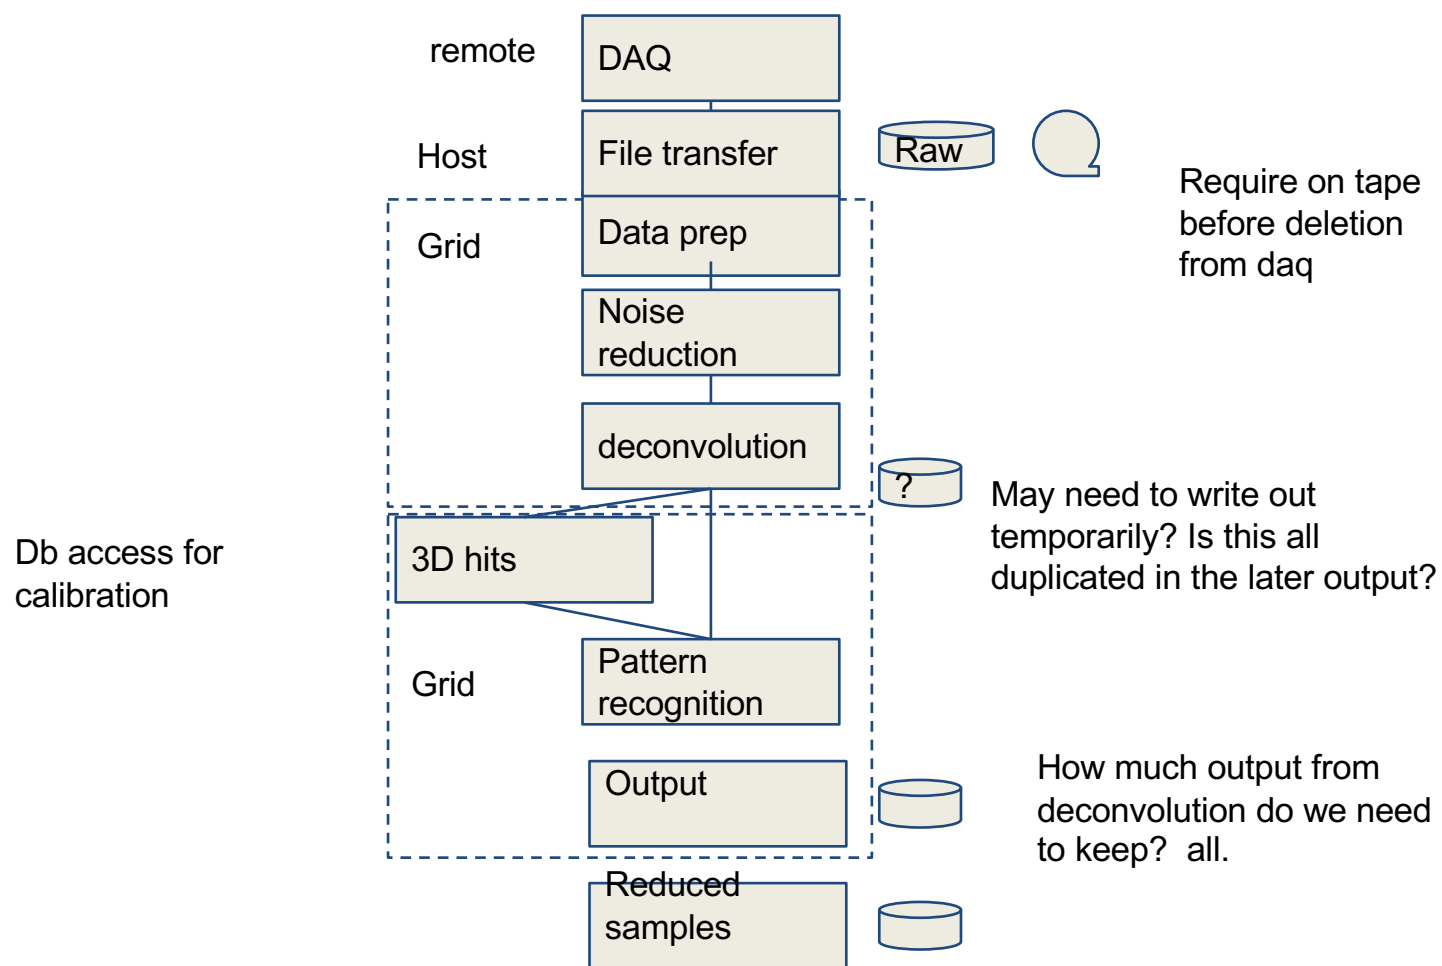 remote
DAQ
Host
File transfer
Raw
Require on tape
before deletion
from daq
Grid
Data prep
Noise
reduction
deconvolution
?
May need to write out
temporarily? Is this all
duplicated in the later output?
Db access for
calibration
3D hits
Grid
Pattern
recognition
Output
How much output from
deconvolution do we need
to keep?  all.
Reduced
samples